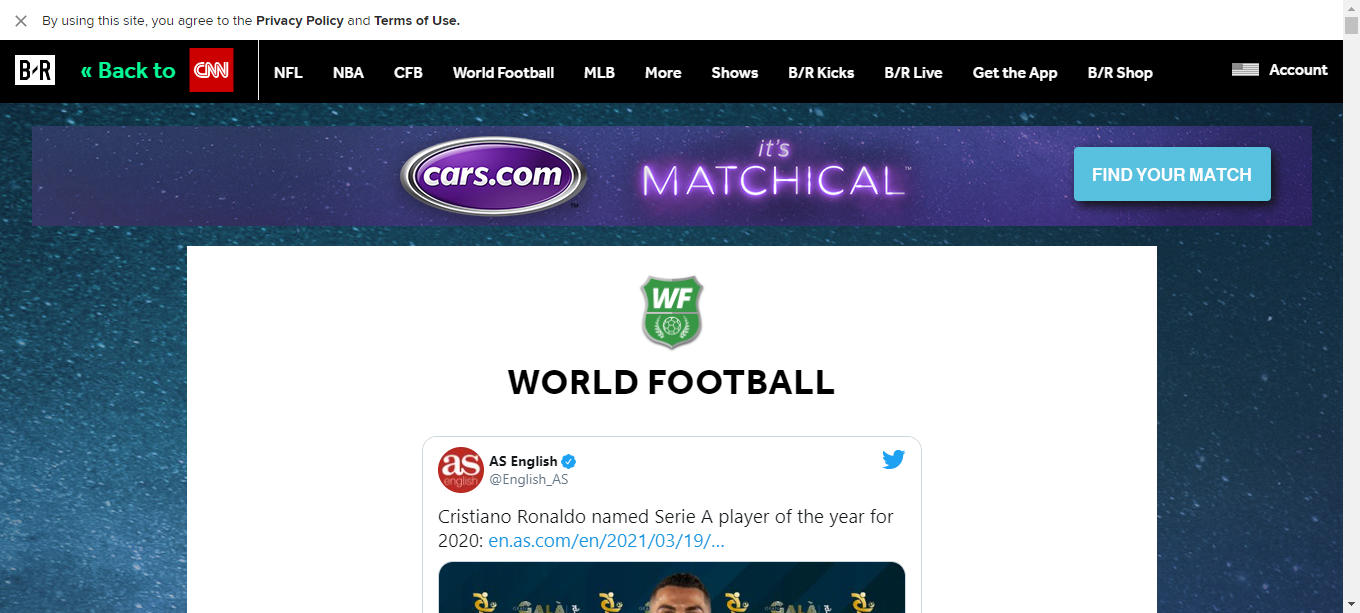 By using this site, you agree to the Privacy Policy and Terms of Use.
B/R
« Back to CNN
NFL NBA CFB World Football MLB More Shows B/R Kicks B/R Live Get the App B/R Shop
Account
cars.com™
it's
MATCHICAL™
FIND YOUR MATCH
WF
WORLD FOOTBALL
as
english
AS English
@English_AS
Cristiano Ronaldo named Serie A player of the year for
2020: en.as.com/en/2021/03/19/...